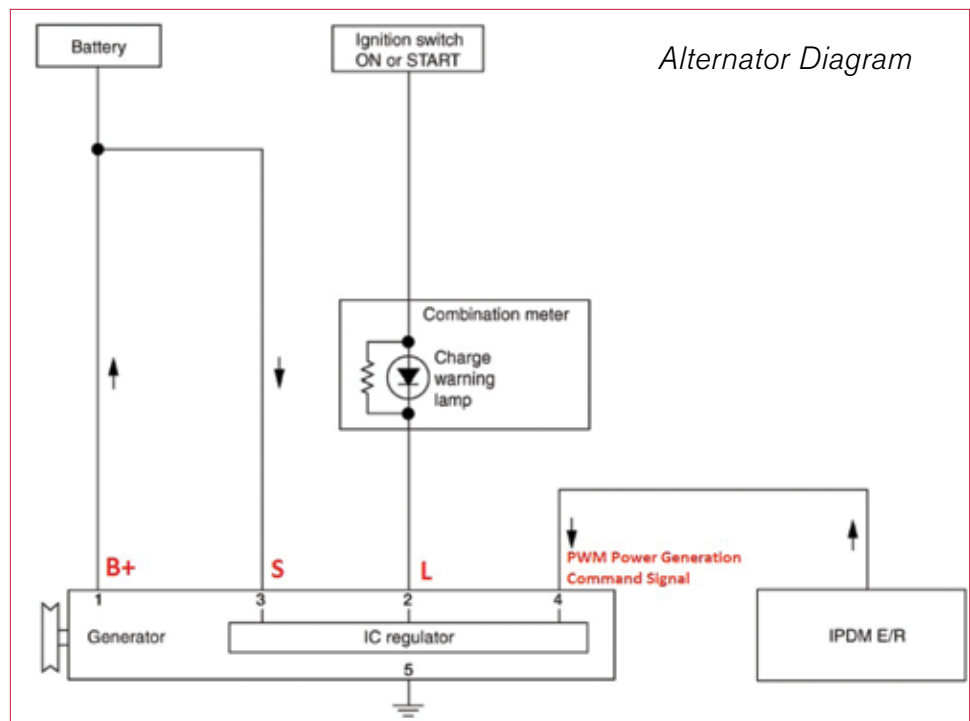 Battery
Ignition switch
ON or START
Alternator Diagram
Combination meter
Charge
warning
lamp
B+
S
L
PWM Power Generation
Command Signal
1
3
2
4
Generator
IC regulator
IPDM E/R
5